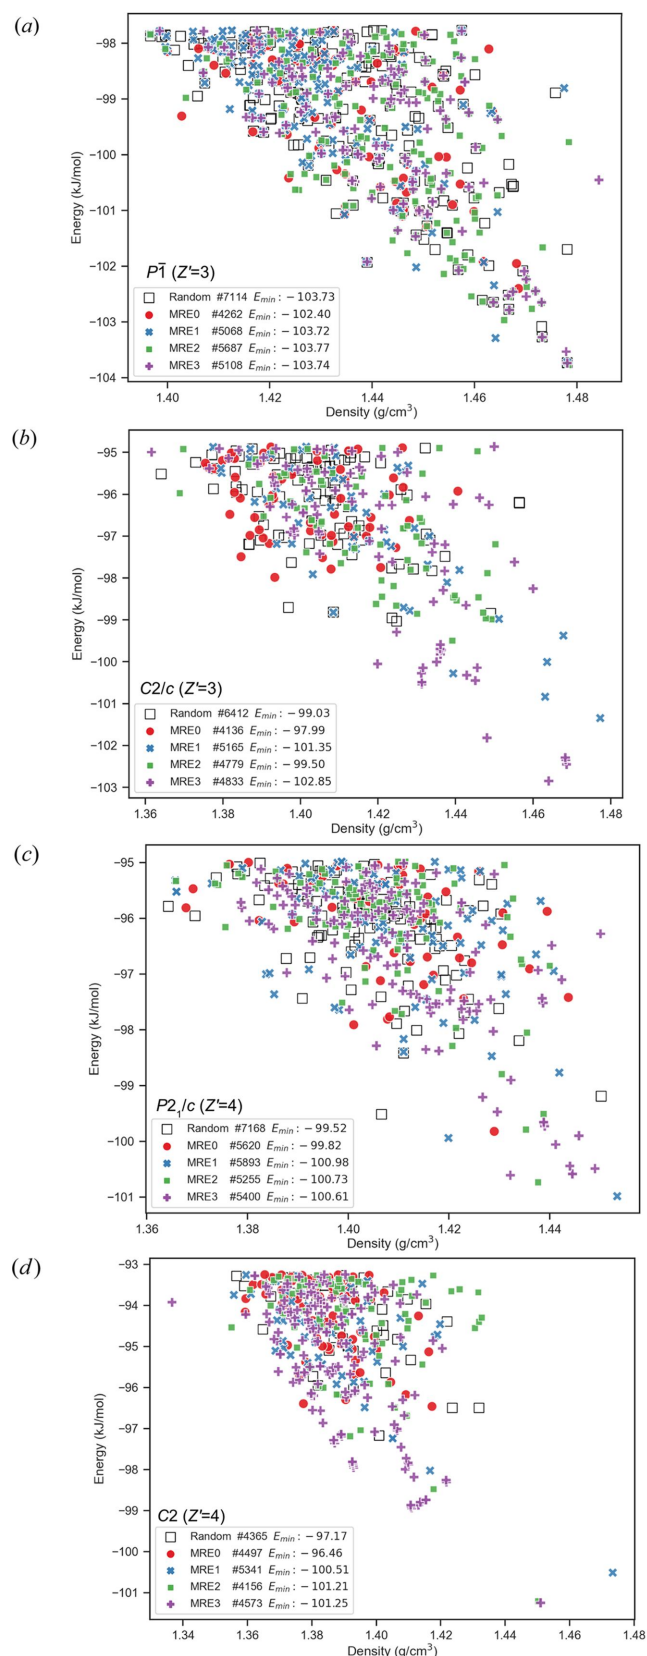 (a)
−98
−99
−100
−101
−102
−103
−104
Energy (kJ/mol)
P1̅ (Z'=3)
Random #7114 Emin: −103.73
MRE0 #4262 Emin: −102.40
MRE1 #5068 Emin: −103.72
MRE2 #5687 Emin: −103.77
MRE3 #5108 Emin: −103.74
1.40 1.42 1.44 1.46 1.48
Density (g/cm³)
(b)
−95
−96
−97
−98
−99
−100
−101
−102
−103
Energy (kJ/mol)
C2/c (Z'=3)
Random #6412 Emin: −99.03
MRE0 #4136 Emin: −97.99
MRE1 #5165 Emin: −101.35
MRE2 #4779 Emin: −99.50
MRE3 #4833 Emin: −102.85
1.36 1.38 1.40 1.42 1.44 1.46 1.48
Density (g/cm³)
(c)
−95
−96
−97
−98
−99
−100
−101
Energy (kJ/mol)
P2₁/c (Z'=4)
Random #7168 Emin: −99.52
MRE0 #5620 Emin: −99.82
MRE1 #5893 Emin: −100.98
MRE2 #5255 Emin: −100.73
MRE3 #5400 Emin: −100.61
1.36 1.38 1.40 1.42 1.44
Density (g/cm³)
(d)
−93
−94
−95
−96
−97
−98
−99
−100
−101
Energy (kJ/mol)
C2 (Z'=4)
Random #4365 Emin: −97.17
MRE0 #4497 Emin: −96.46
MRE1 #5341 Emin: −100.51
MRE2 #4156 Emin: −101.21
MRE3 #4573 Emin: −101.25
1.34 1.36 1.38 1.40 1.42 1.44 1.46 1.48
Density (g/cm³)